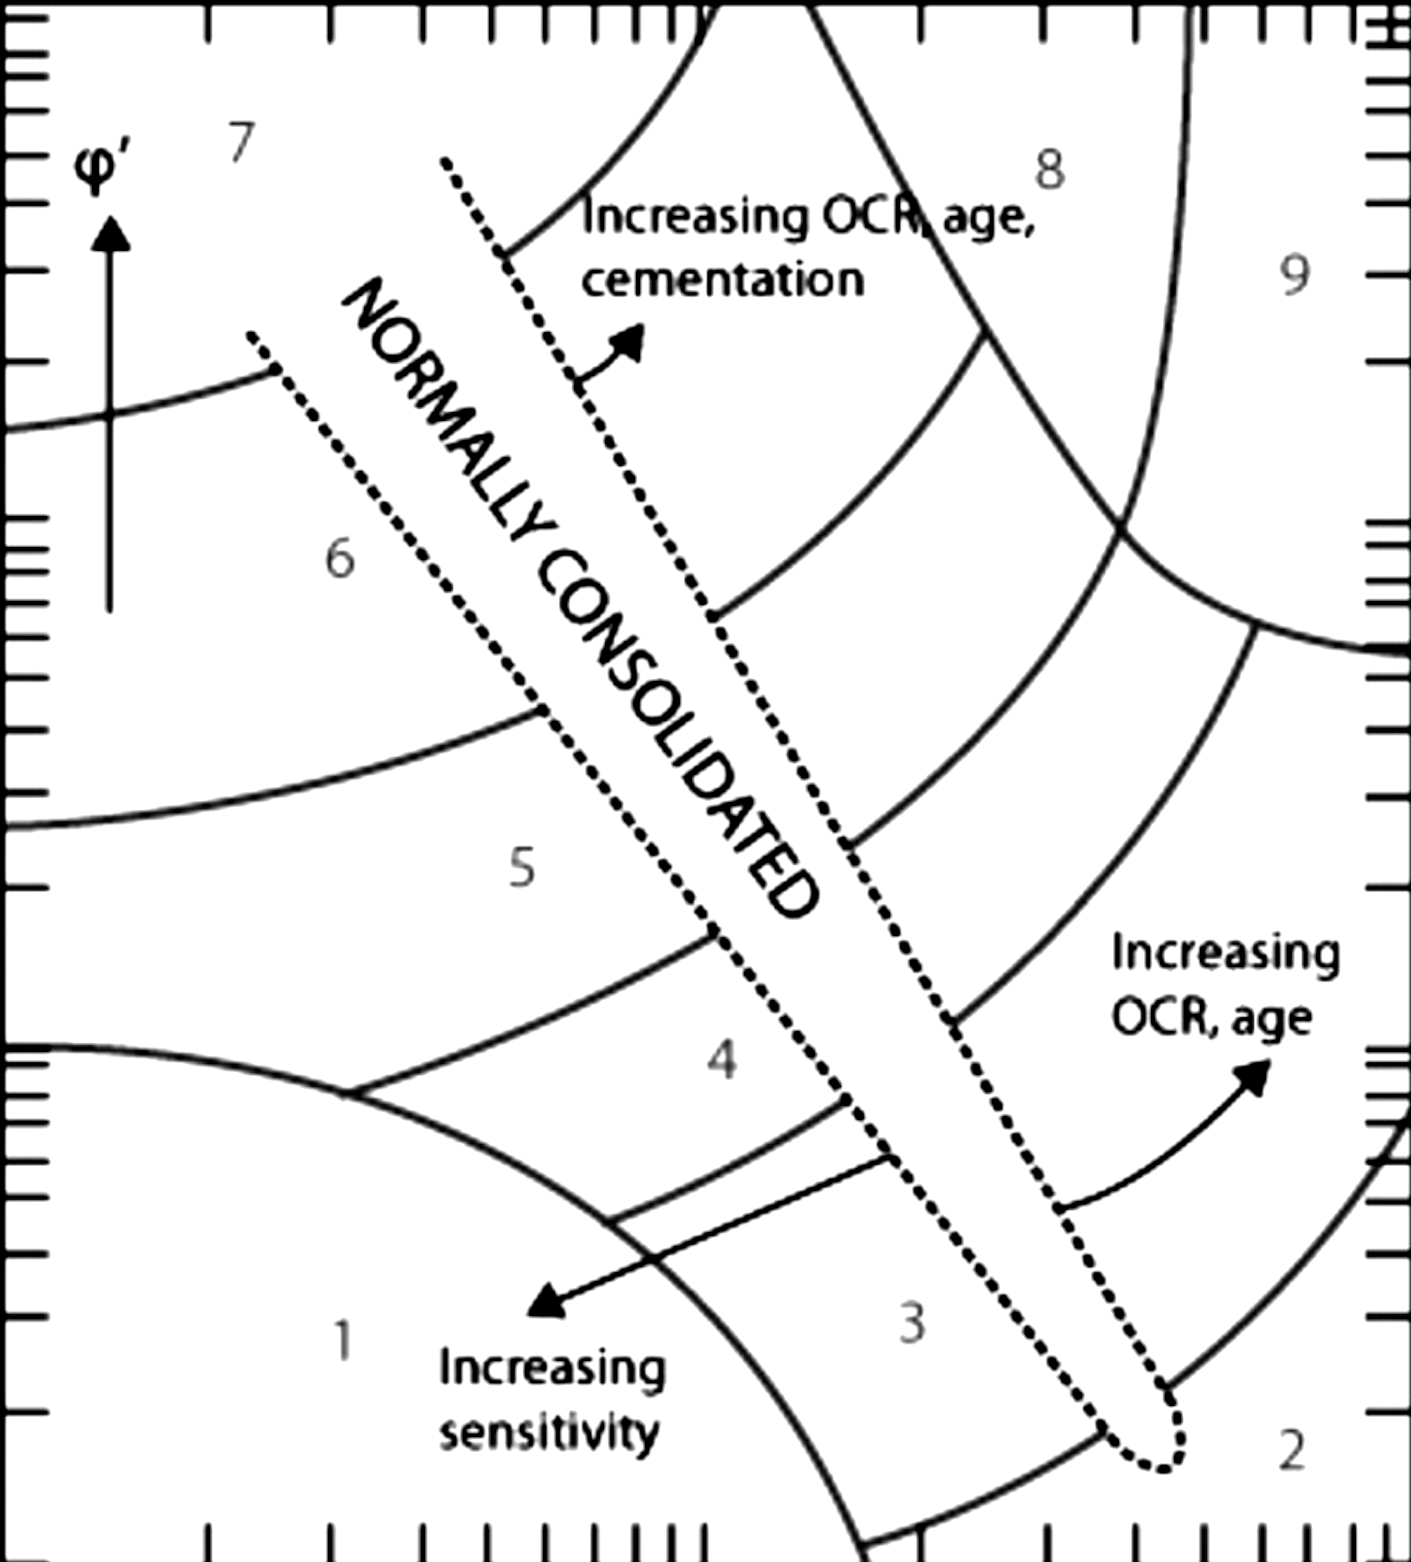 7
φ′
8
Increasing OCR, age,
cementation
9
NORMALLY CONSOLIDATED
6
5
Increasing
OCR, age
4
3
1
Increasing
sensitivity
2